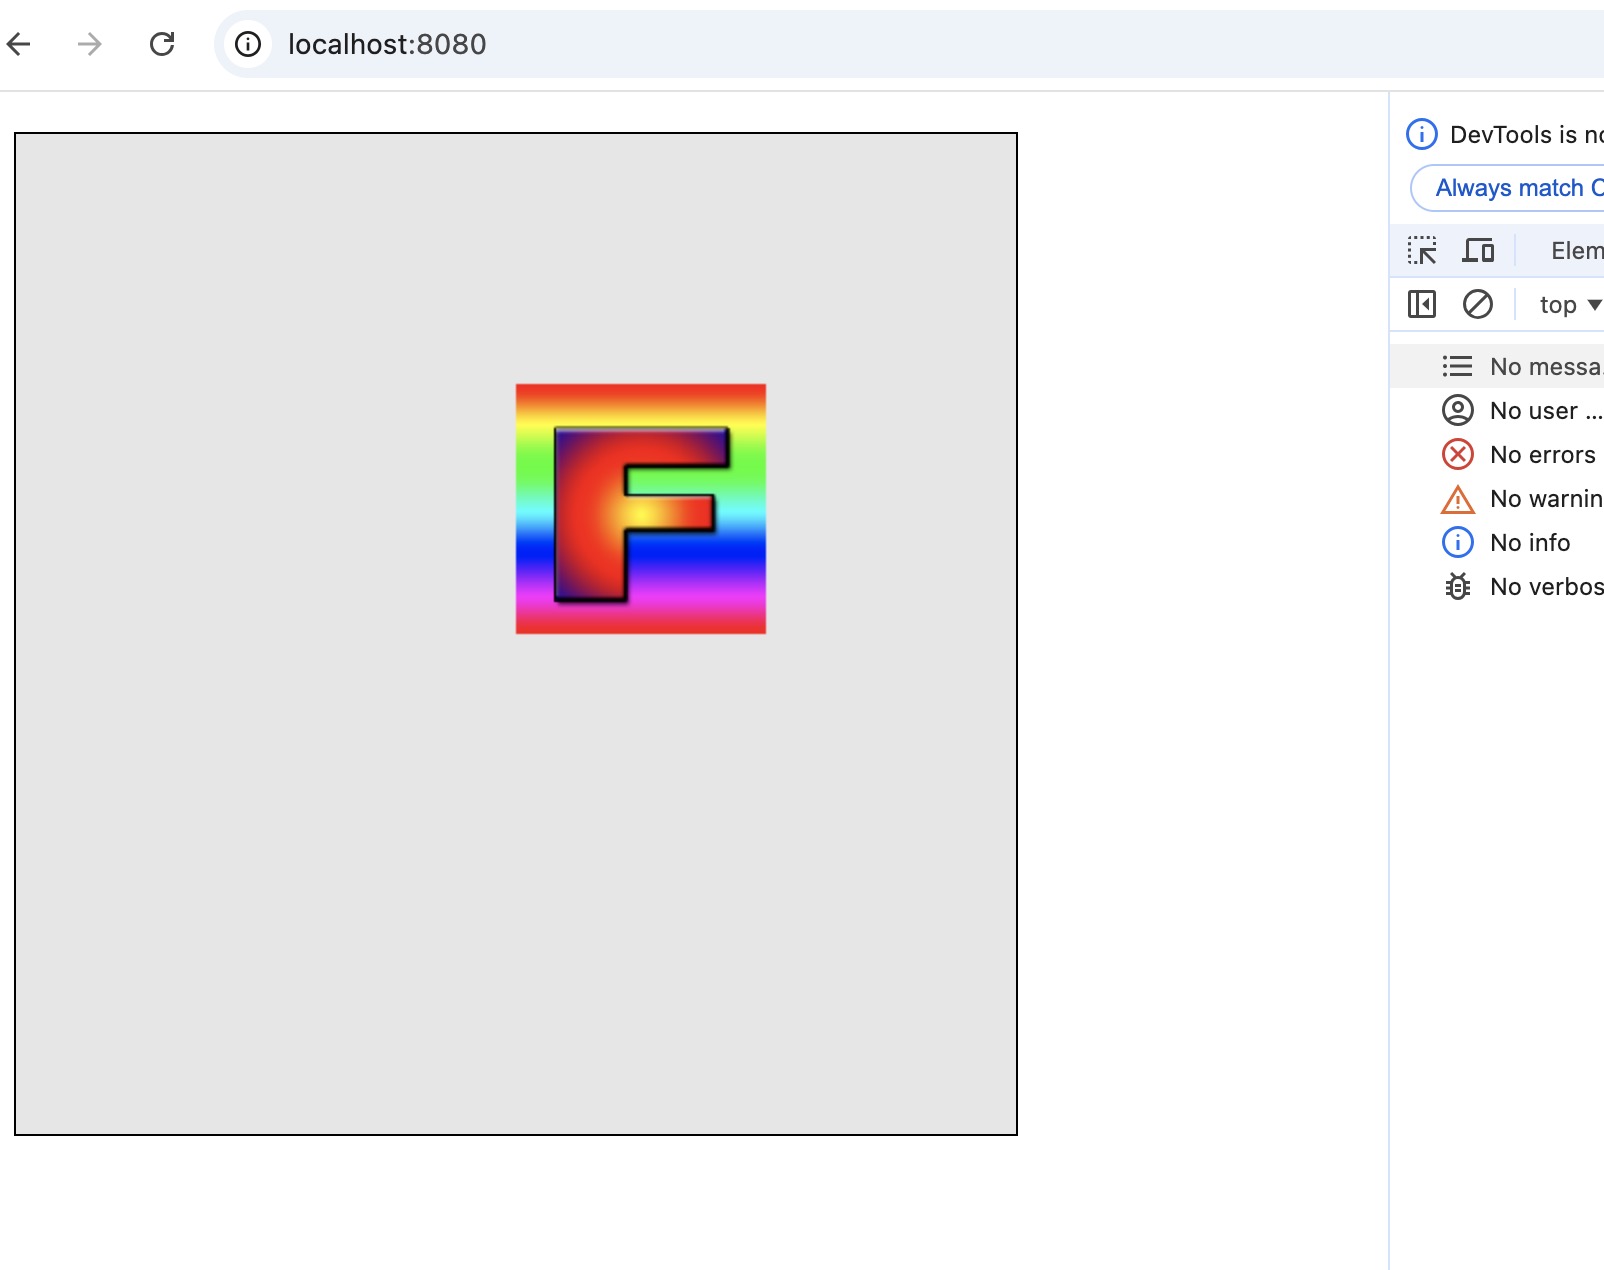 localhost:8080
DevTools is no
Always match C
Elem
top
F
No messa.
No user ...
No errors
No warnin
No info
No verbos